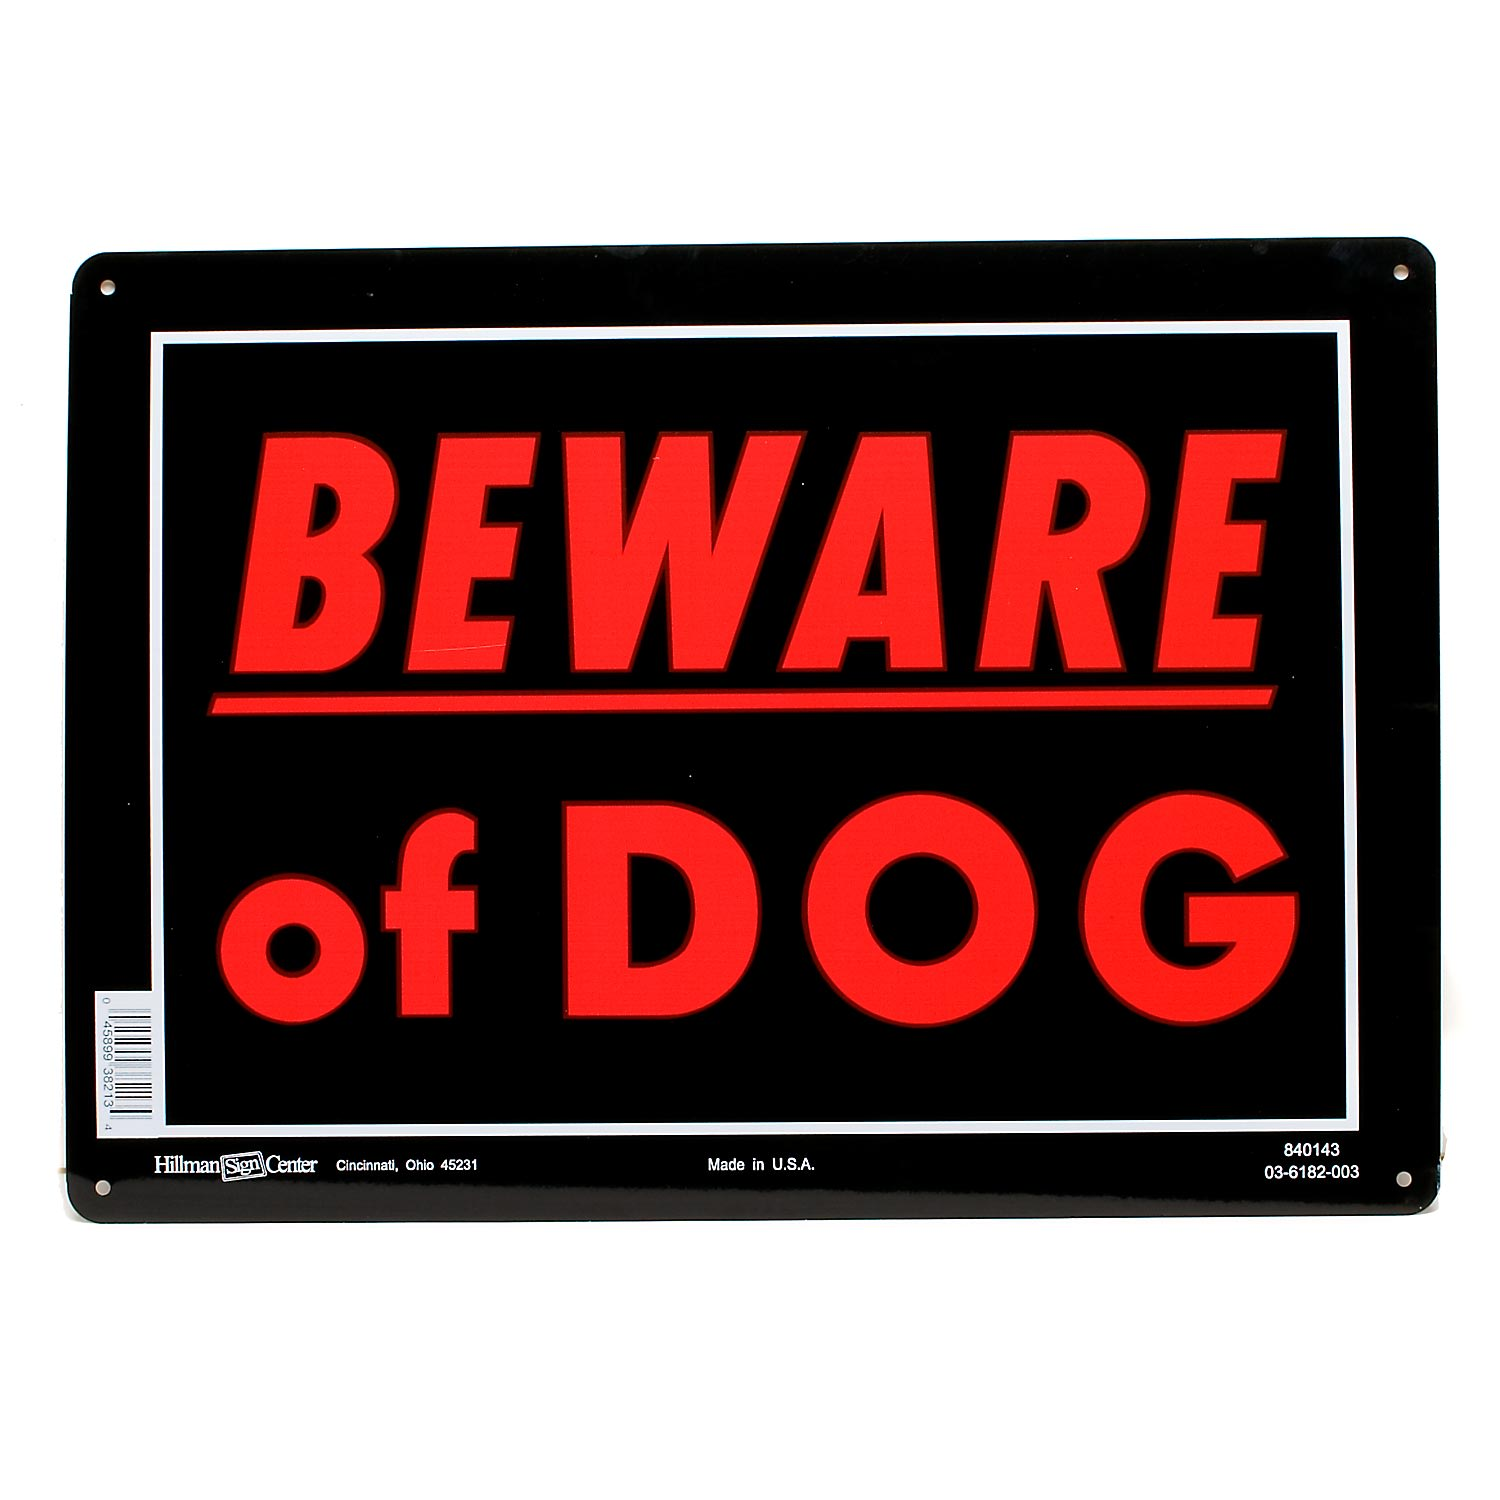 BEWARE
of DOG
0 45899 38213 4
Hillman Sign Center Cincinnati, Ohio 45231
Made in U.S.A.
840143
03-6182-003